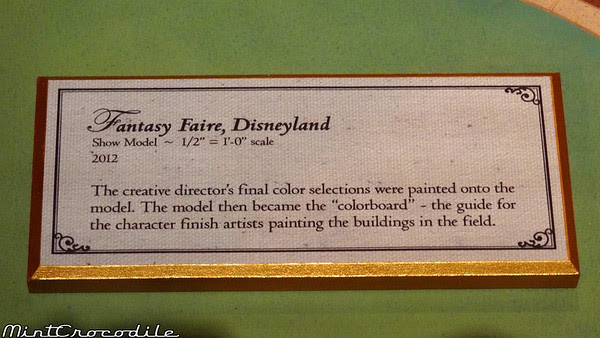 Fantasy Faire, Disneyland
Show Model ~ 1/2" = 1'-0" scale
2012
The creative director's final color selections were painted onto the
model. The model then became the "colorboard" - the guide for
the character finish artists painting the buildings in the field.
MintCrocodile